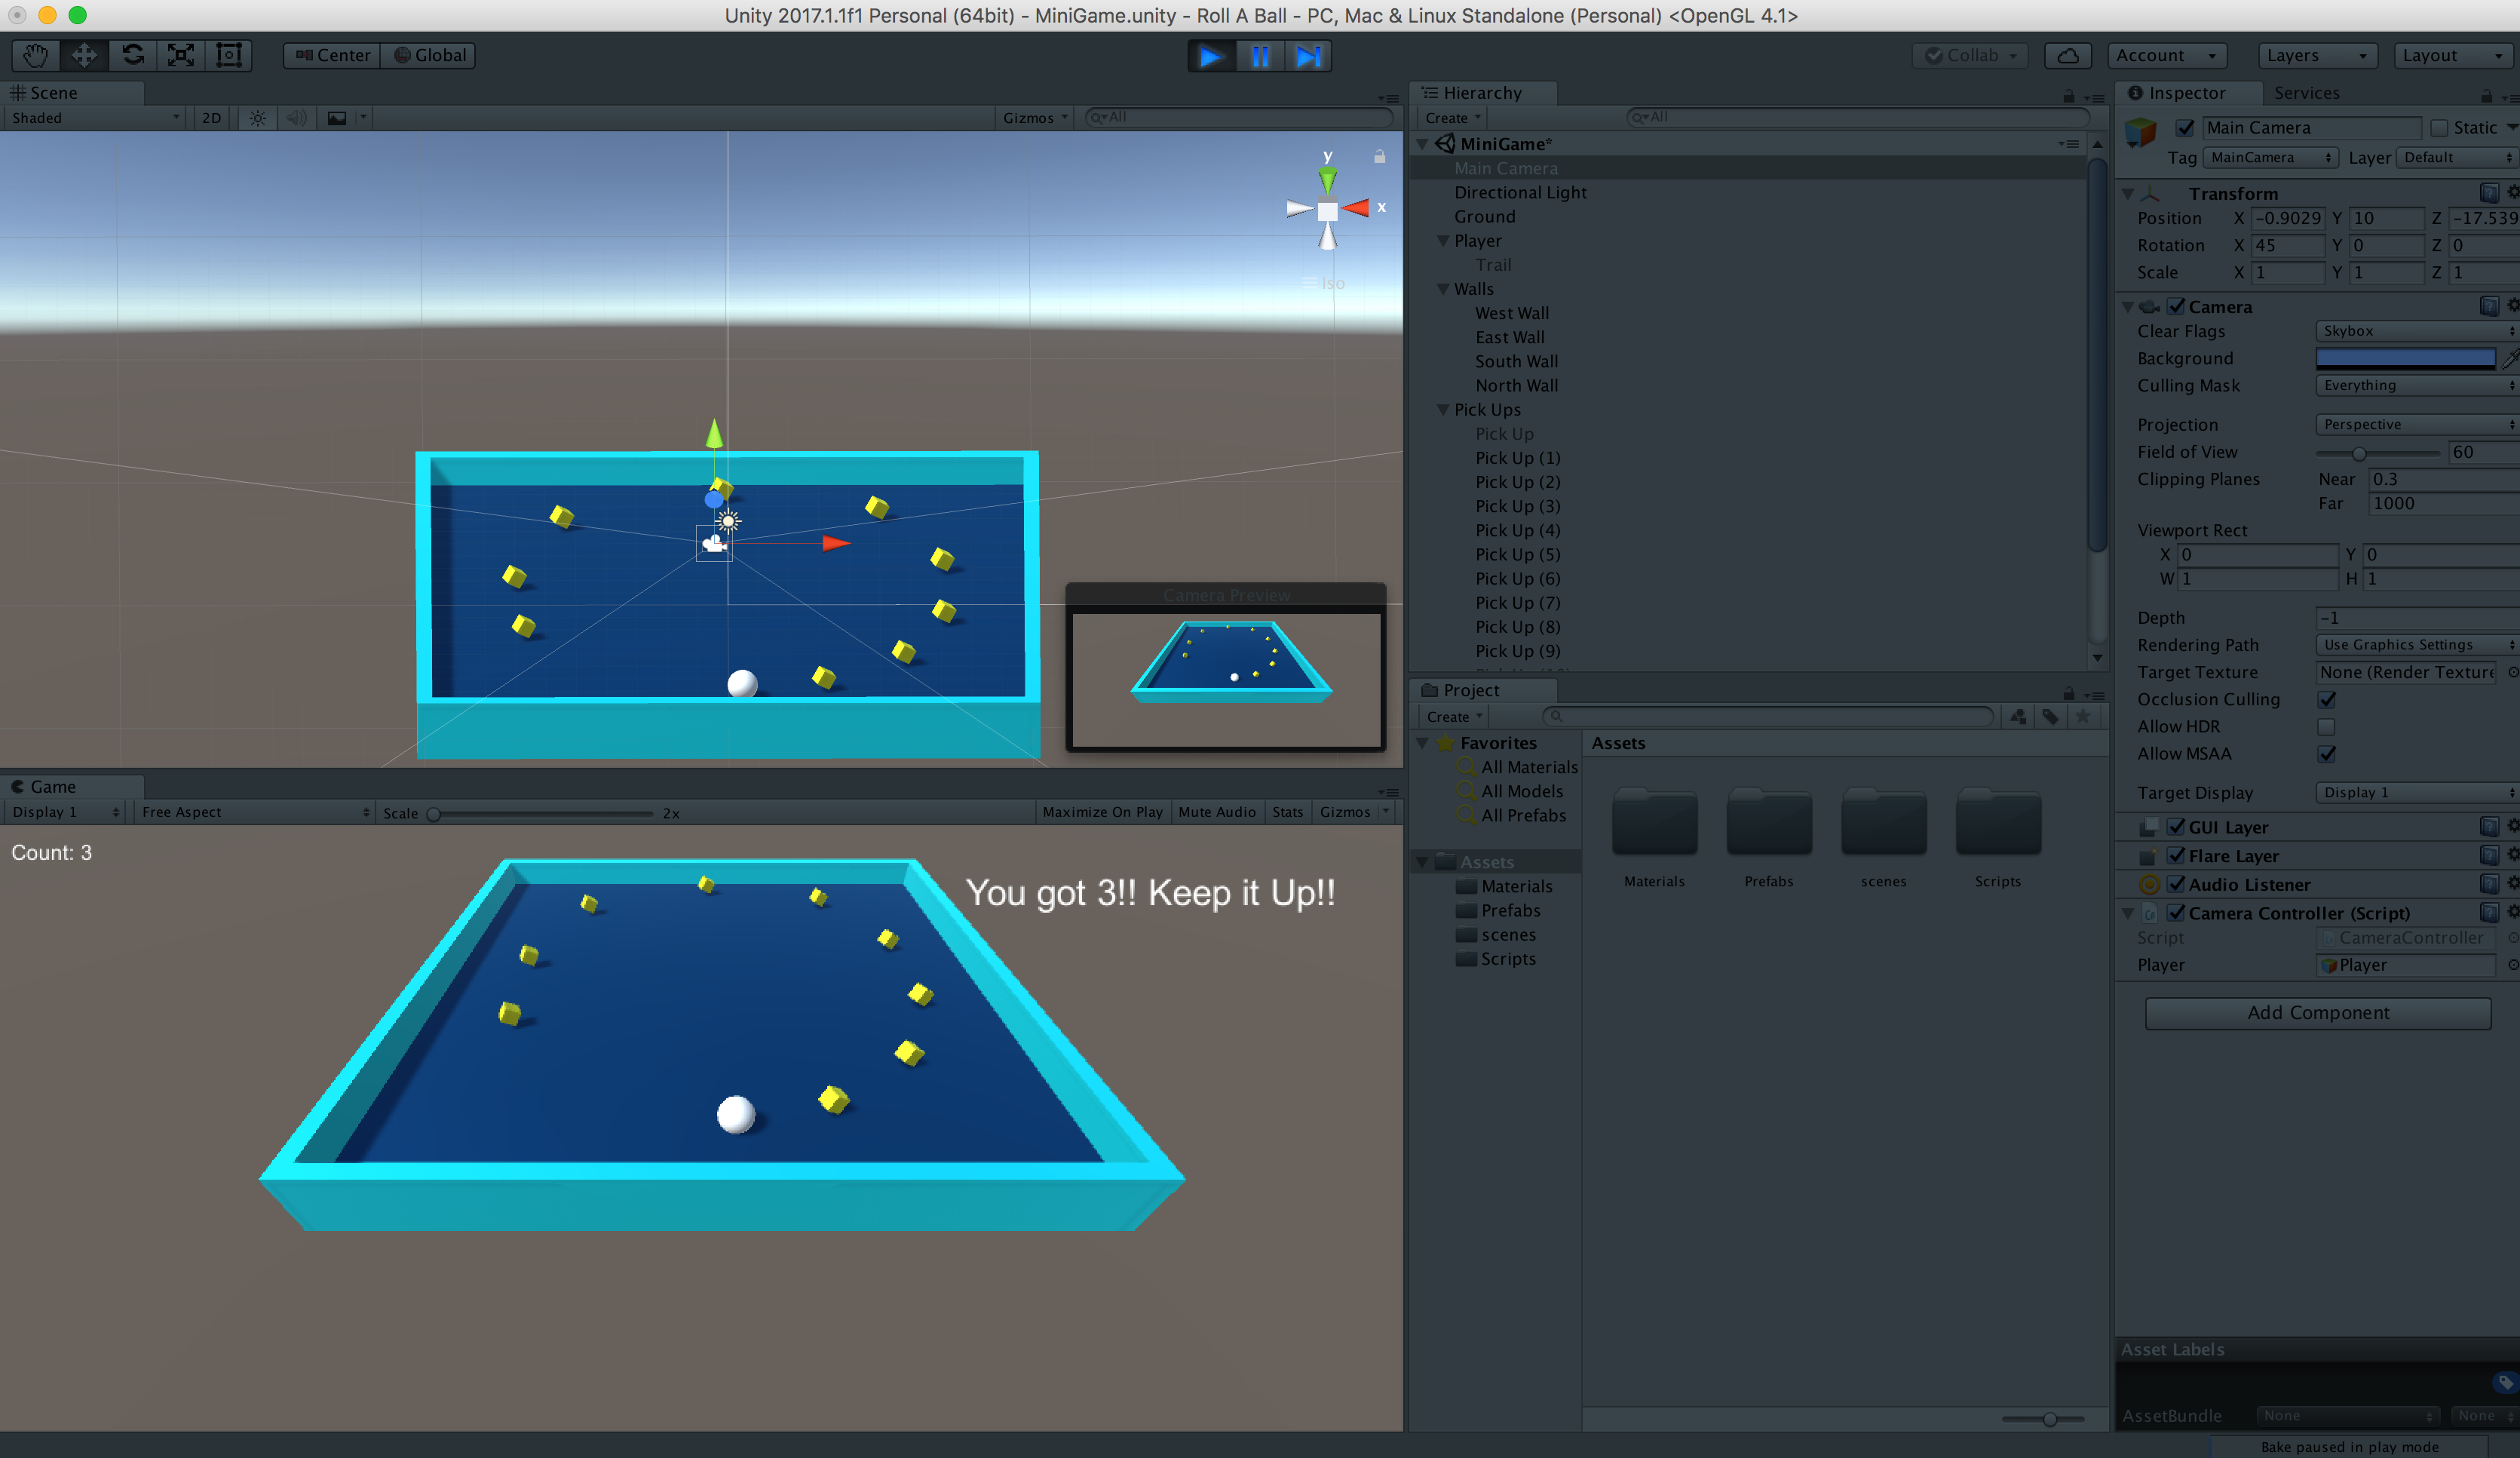 Unity 2017.1.1f1 Personal (64bit) - MiniGame.unity - Roll A Ball - PC, Mac & Linux Standalone (Personal) <OpenGL 4.1>
Center Global
Collab Account Layers Layout
Scene
Shaded 2D Gizmos All
y
x
Iso
Camera Preview
Game
Display 1 Free Aspect Scale 2x Maximize On Play Mute Audio Stats Gizmos
Count: 3
You got 3!! Keep it Up!!
Hierarchy
Create All
MiniGame*
Main Camera
Directional Light
Ground
Player
Trail
Walls
West Wall
East Wall
South Wall
North Wall
Pick Ups
Pick Up
Pick Up (1)
Pick Up (2)
Pick Up (3)
Pick Up (4)
Pick Up (5)
Pick Up (6)
Pick Up (7)
Pick Up (8)
Pick Up (9)
Project
Create
Favorites
All Materials
All Models
All Prefabs
Assets
Materials
Prefabs
scenes
Scripts
Assets
Materials Prefabs scenes Scripts
Inspector Services
Main Camera Static
Tag MainCamera Layer Default
Transform
Position X -0.9029 Y 10 Z -17.539
Rotation X 45 Y 0 Z 0
Scale X 1 Y 1 Z 1
Camera
Clear Flags Skybox
Background
Culling Mask Everything
Projection Perspective
Field of View 60
Clipping Planes Near 0.3
Far 1000
Viewport Rect
X 0 Y 0
W 1 H 1
Depth -1
Rendering Path Use Graphics Settings
Target Texture None (Render Texture
Occlusion Culling
Allow HDR
Allow MSAA
Target Display Display 1
GUI Layer
Flare Layer
Audio Listener
Camera Controller (Script)
Script CameraController
Player Player
Add Component
Asset Labels
AssetBundle None None
Bake paused in play mode